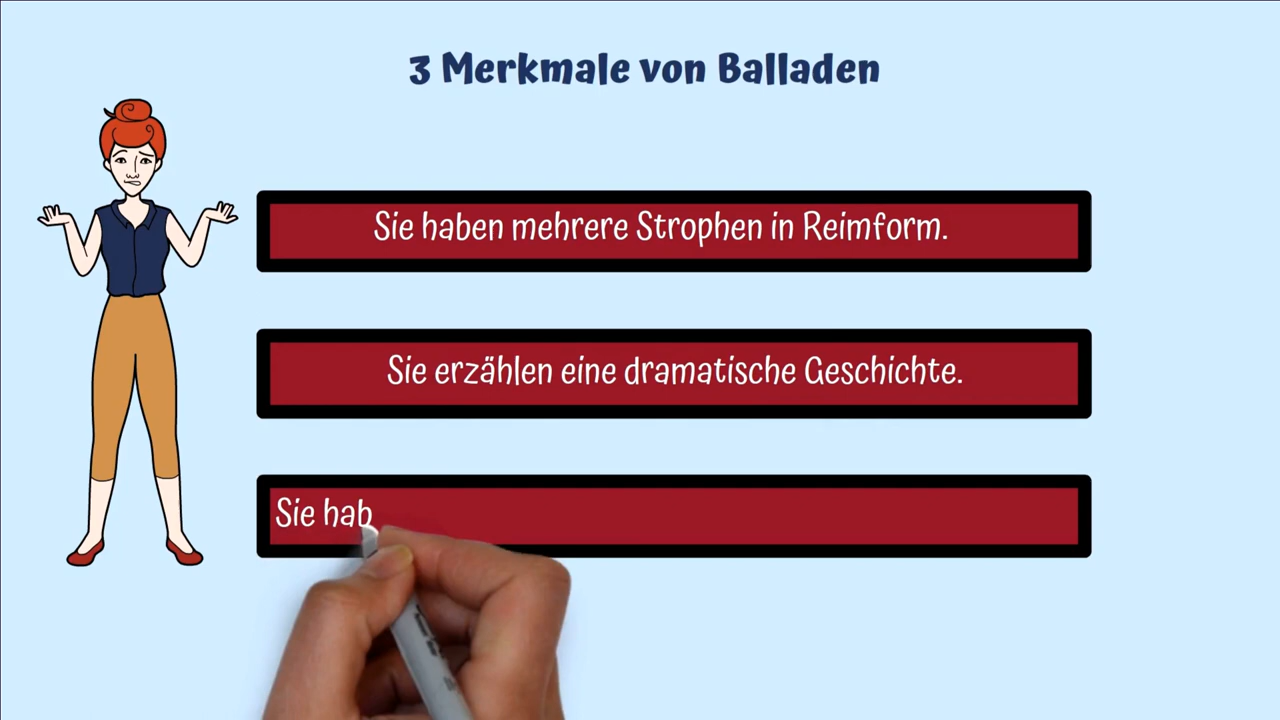 3 Merkmale von Balladen
Sie haben mehrere Strophen in Reimform.
Sie erzählen eine dramatische Geschichte.
Sie hab